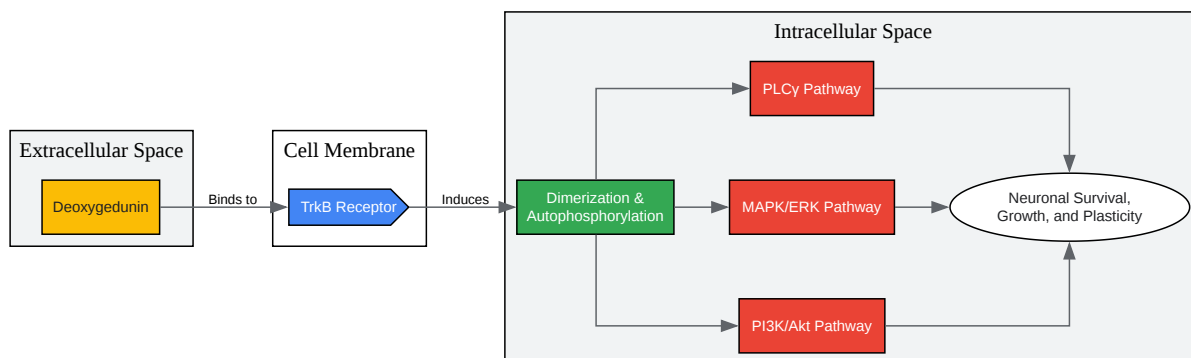 Extracellular Space
Deoxygedunin
Binds to
Cell Membrane
TrkB Receptor
Induces
Intracellular Space
Dimerization &
Autophosphorylation
PLCγ Pathway
MAPK/ERK Pathway
PI3K/Akt Pathway
Neuronal Survival,
Growth, and Plasticity